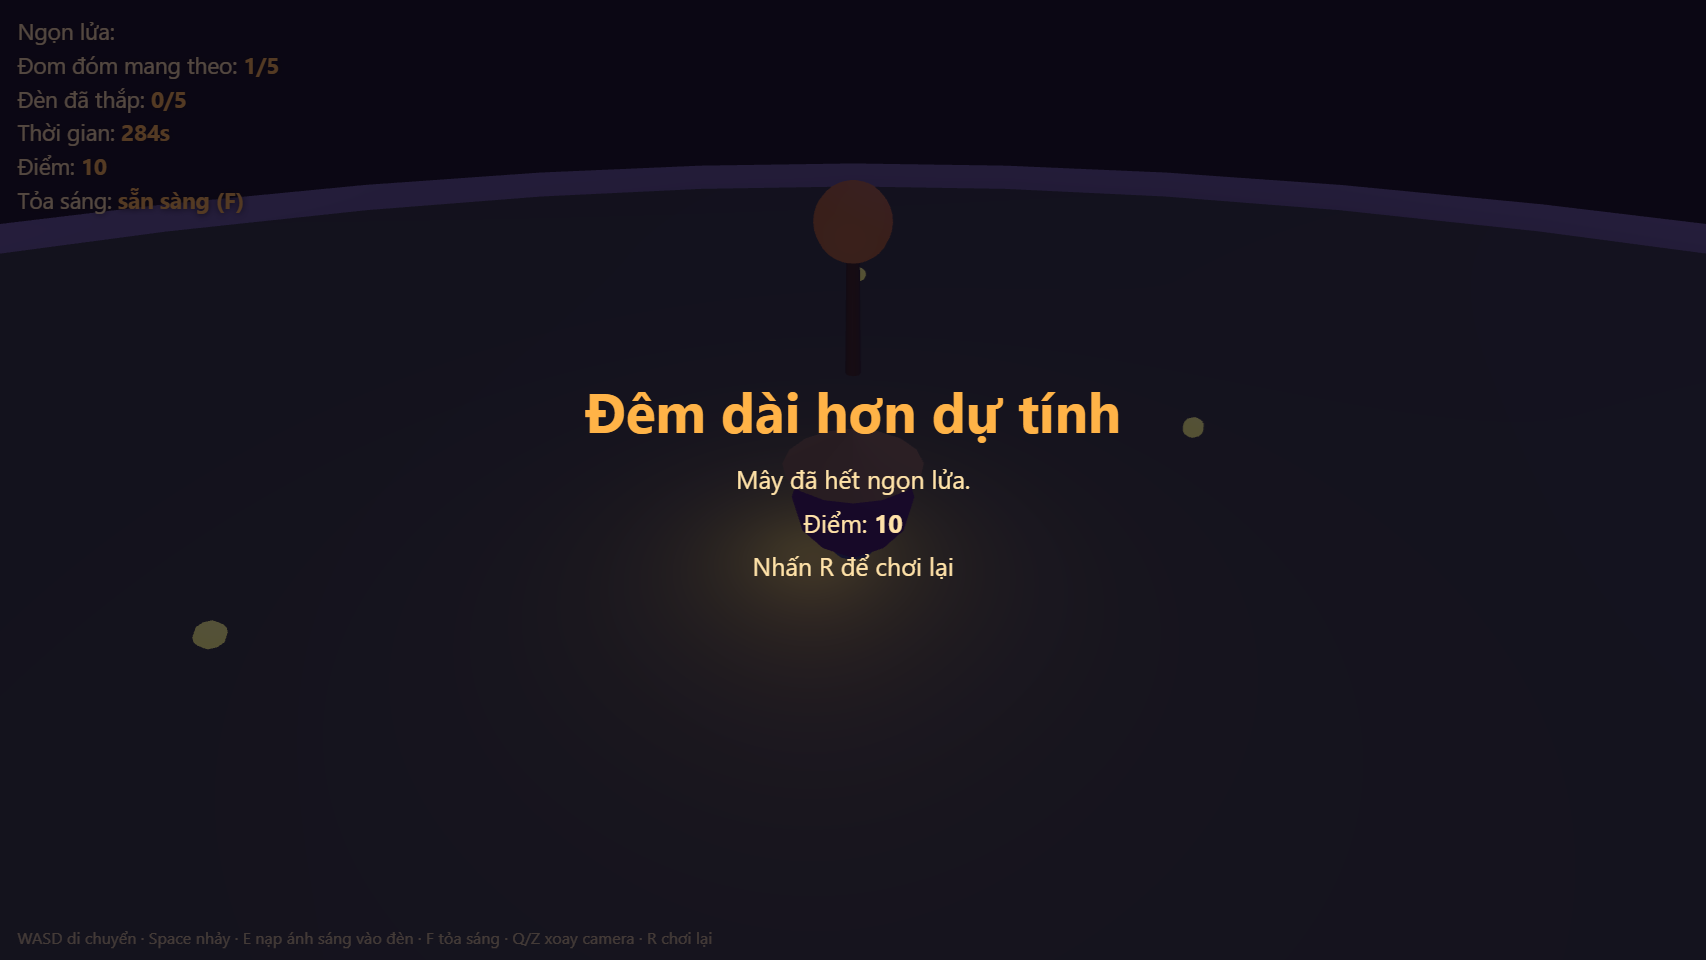 Ngọn lửa:
Đom đóm mang theo: 1/5
Đèn đã thắp: 0/5
Thời gian: 284s
Điểm: 10
Tỏa sáng: sẵn sàng (F)
Đêm dài hơn dự tính
Mây đã hết ngọn lửa.
Điểm: 10
Nhấn R để chơi lại
WASD di chuyển · Space nhảy · E nạp ánh sáng vào đèn · F tỏa sáng · Q/Z xoay camera · R chơi lại